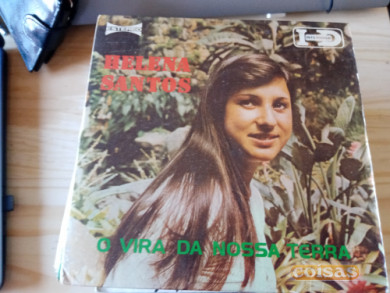 HELENA
SANTOS
O VIRA DA NOSSA TERRA
coisas